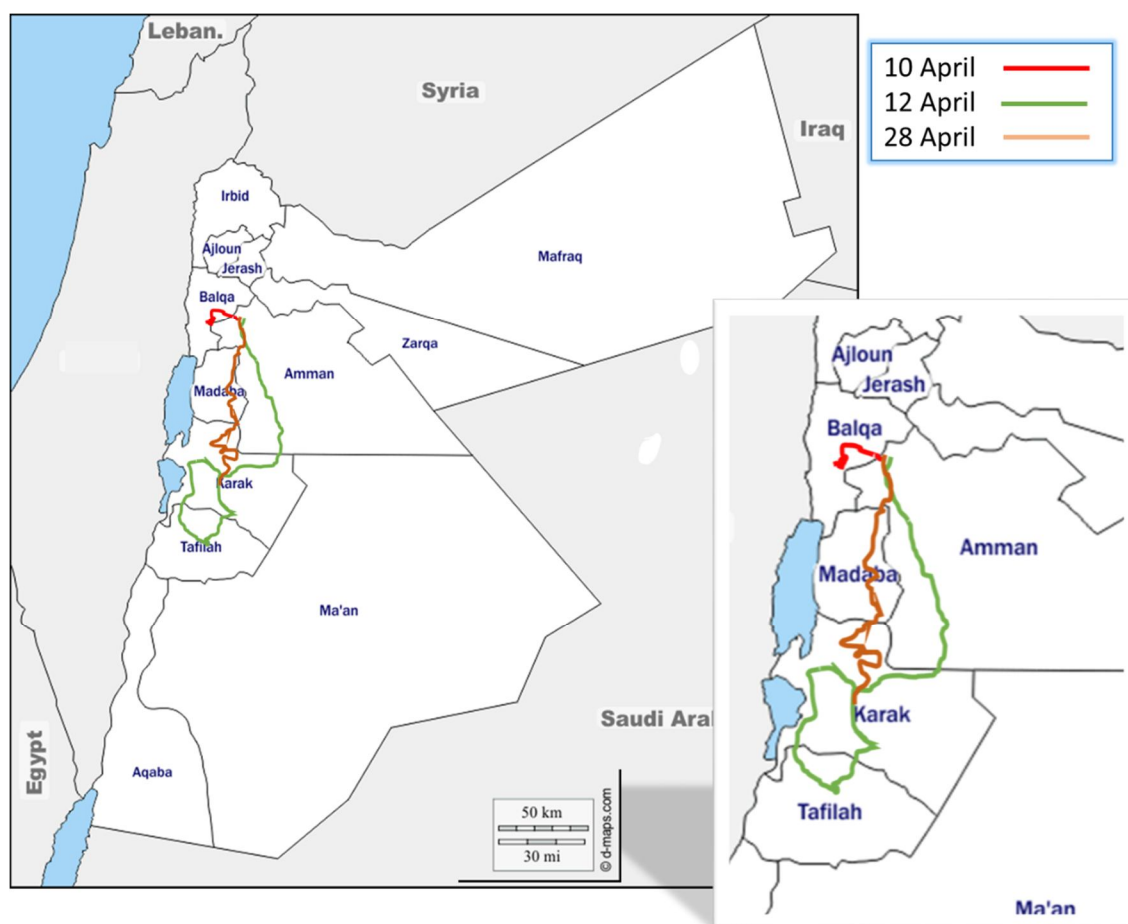 Leban.
Syria
Iraq
Irbid
Ajloun
Jerash
Mafraq
Balqa
Zarqa
Amman
Madaba
Karak
Tafilah
Ma'an
Saudi Aral
Egypt
Aqaba
50 km
30 mi
© d-maps.com
10 April
12 April
28 April
Ajloun
Jerash
Balqa
Amman
Madaba
Karak
Tafilah
Ma'an